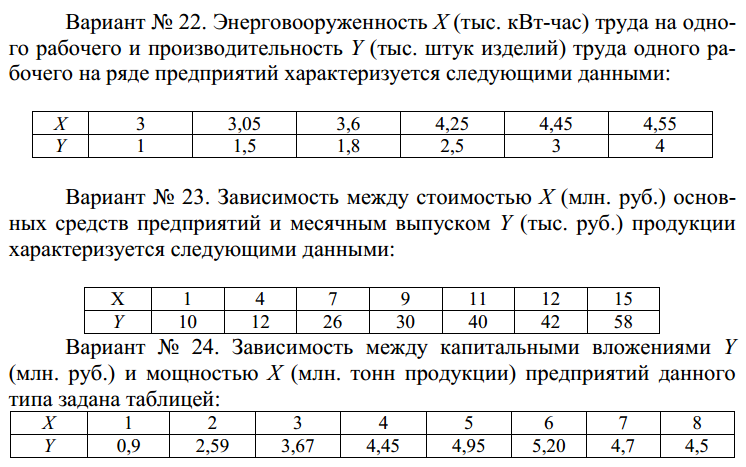 Вариант № 22. Энерговооруженность X (тыс. кВт-час) труда на одно-
го рабочего и производительность Y (тыс. штук изделий) труда одного ра-
бочего на ряде предприятий характеризуется следующими данными:
X 3 3,05 3,6 4,25 4,45 4,55
Y 1 1,5 1,8 2,5 3 4
Вариант № 23. Зависимость между стоимостью X (млн. руб.) основ-
ных средств предприятий и месячным выпуском Y (тыс. руб.) продукции
характеризуется следующими данными:
X 1 4 7 9 11 12 15
Y 10 12 26 30 40 42 58
Вариант № 24. Зависимость между капитальными вложениями Y
(млн. руб.) и мощностью X (млн. тонн продукции) предприятий данного
типа задана таблицей:
X 1 2 3 4 5 6 7 8
Y 0,9 2,59 3,67 4,45 4,95 5,20 4,7 4,5